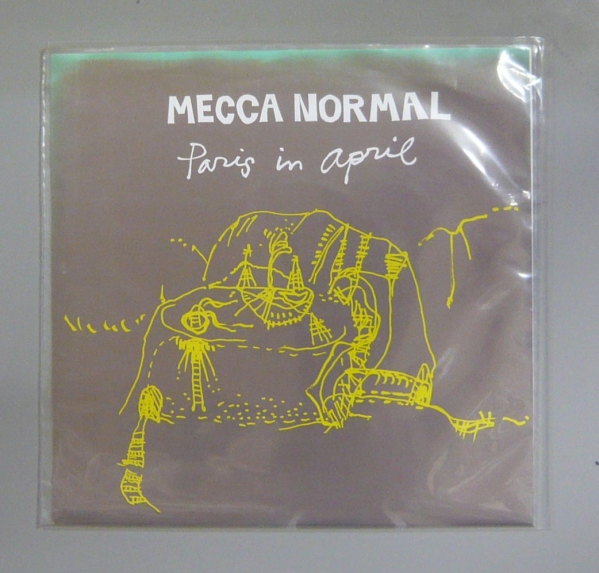 MECCA NORMAL
Paris in april